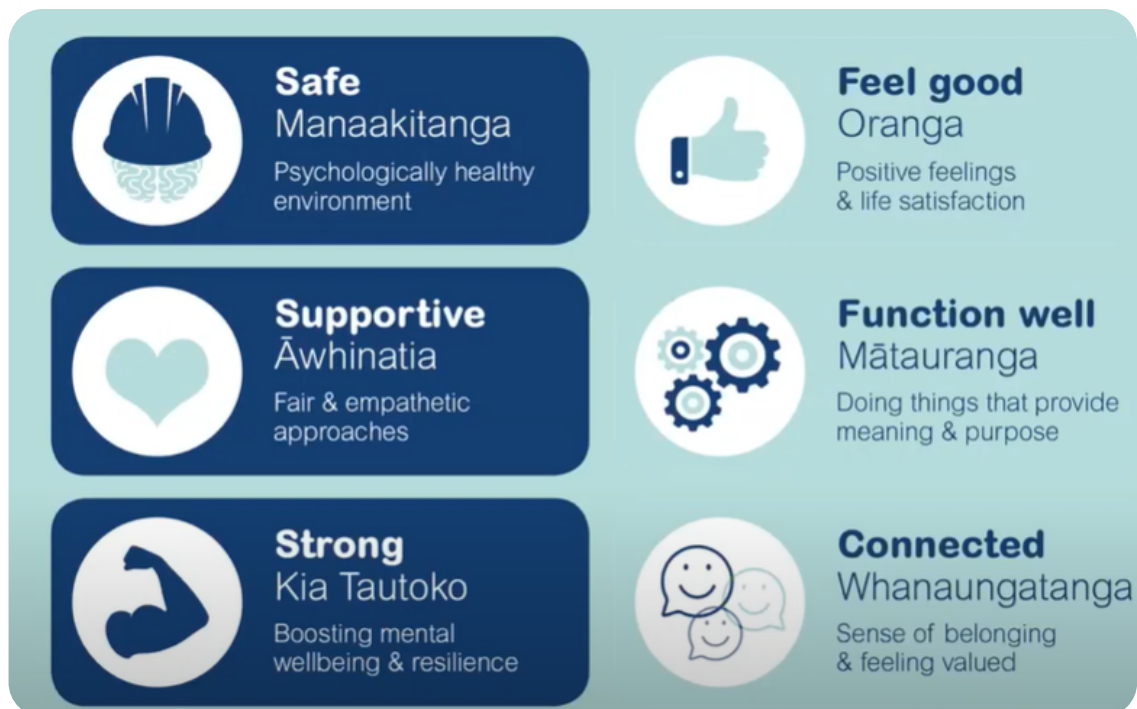 Safe
Manaakitanga
Psychologically healthy
environment
Supportive
Āwhinatia
Fair & empathetic
approaches
Strong
Kia Tautoko
Boosting mental
wellbeing & resilience
Feel good
Oranga
Positive feelings
& life satisfaction
Function well
Mātauranga
Doing things that provide
meaning & purpose
Connected
Whanaungatanga
Sense of belonging
& feeling valued